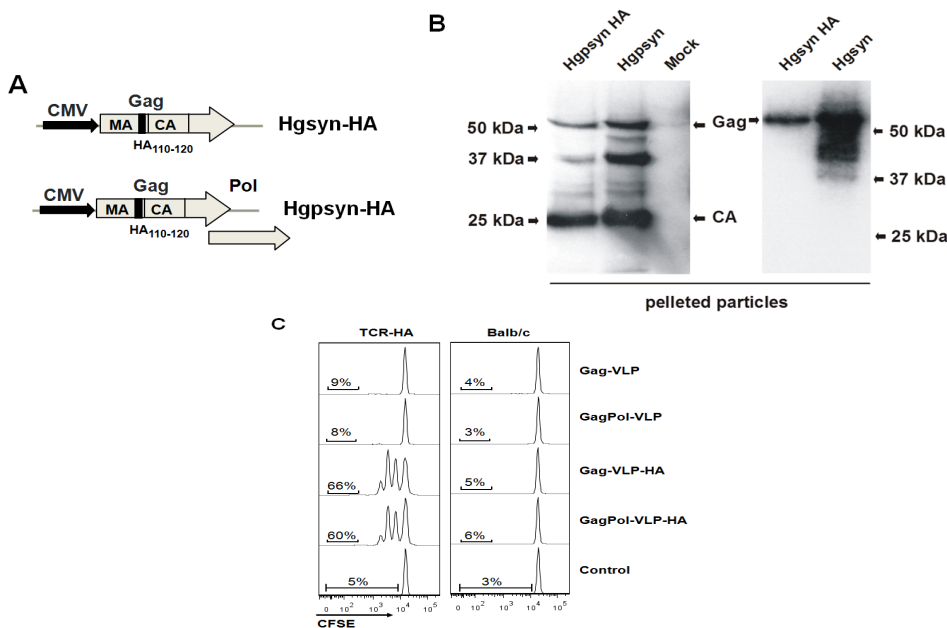 A
CMV
Gag
MA
CA
HA110-120
Hgsyn-HA
CMV
Gag
Pol
MA
CA
HA110-120
Hgpsyn-HA
B
Hgpsyn HA
Hgpsyn
Mock
Hgsyn HA
Hgsyn
50 kDa
37 kDa
25 kDa
Gag
CA
50 kDa
37 kDa
25 kDa
pelleted particles
C
TCR-HA
Balb/c
9%
4%
Gag-VLP
8%
3%
GagPol-VLP
66%
5%
Gag-VLP-HA
60%
6%
GagPol-VLP-HA
5%
3%
Control
0 10² 10³ 10⁴ 10⁵
0 10² 10³ 10⁴ 10⁵
CFSE